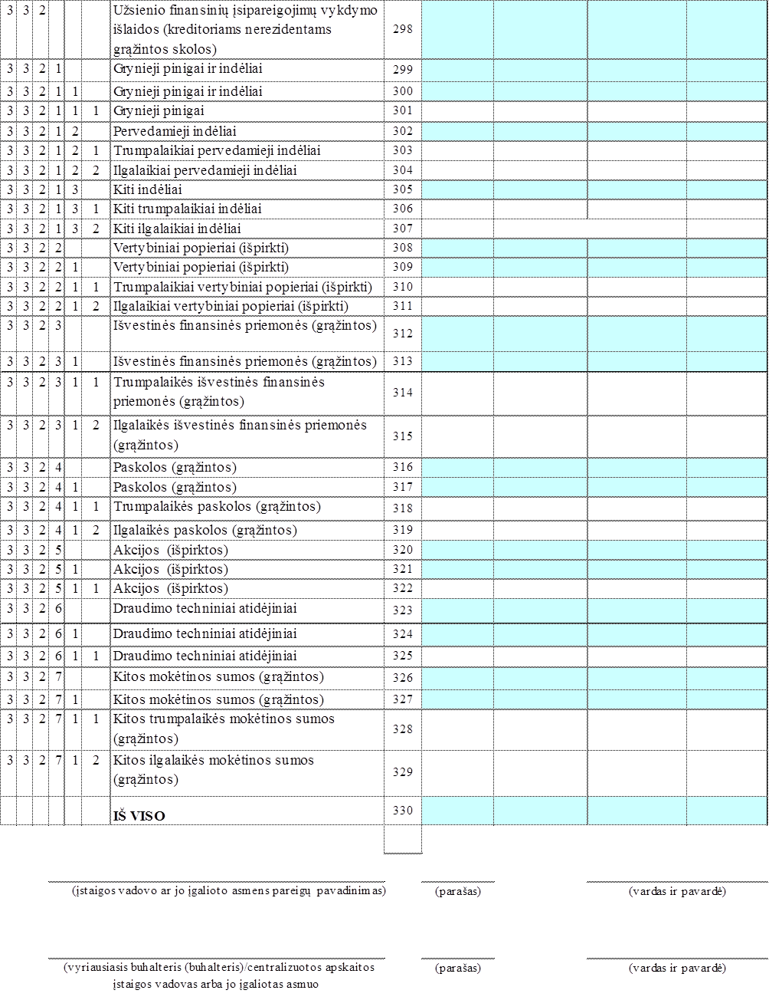 3 3 2 Užsienio finansinių įsipareigojimų vykdymo
išlaidos (kreditoriams nerezidentams 298
grąžintos skolos)
3 3 2 1 Grynieji pinigai ir indėliai 299
3 3 2 1 1 Grynieji pinigai ir indėliai 300
3 3 2 1 1 1 Grynieji pinigai 301
3 3 2 1 2 Pervedamieji indėliai 302
3 3 2 1 2 1 Trumpalaikiai pervedamieji indėliai 303
3 3 2 1 2 2 Ilgalaikiai pervedamieji indėliai 304
3 3 2 1 3 Kiti indėliai 305
3 3 2 1 3 1 Kiti trumpalaikiai indėliai 306
3 3 2 1 3 2 Kiti ilgalaikiai indėliai 307
3 3 2 2 Vertybiniai popieriai (išpirkti) 308
3 3 2 2 1 Vertybiniai popieriai (išpirkti) 309
3 3 2 2 1 1 Trumpalaikiai vertybiniai popieriai (išpirkti) 310
3 3 2 2 1 2 Ilgalaikiai vertybiniai popieriai (išpirkti) 311
3 3 2 3 Išvestinės finansinės priemonės (grąžintos) 312
3 3 2 3 1 Išvestinės finansinės priemonės (grąžintos) 313
3 3 2 3 1 1 Trumpalaikės išvestinės finansinės 314
priemonės (grąžintos)
3 3 2 3 1 2 Ilgalaikės išvestinės finansinės priemonės 315
(grąžintos)
3 3 2 4 Paskolos (grąžintos) 316
3 3 2 4 1 Paskolos (grąžintos) 317
3 3 2 4 1 1 Trumpalaikės paskolos (grąžintos) 318
3 3 2 4 1 2 Ilgalaikės paskolos (grąžintos) 319
3 3 2 5 Akcijos (išpirktos) 320
3 3 2 5 1 Akcijos (išpirktos) 321
3 3 2 5 1 1 Akcijos (išpirktos) 322
3 3 2 6 Draudimo techniniai atidėjiniai 323
3 3 2 6 1 Draudimo techniniai atidėjiniai 324
3 3 2 6 1 1 Draudimo techniniai atidėjiniai 325
3 3 2 7 Kitos mokėtinos sumos (grąžintos) 326
3 3 2 7 1 Kitos mokėtinos sumos (grąžintos) 327
3 3 2 7 1 1 Kitos trumpalaikės mokėtinos sumos 328
(grąžintos)
3 3 2 7 1 2 Kitos ilgalaikės mokėtinos sumos 329
(grąžintos)
IŠ VISO 330
(įstaigos vadovo ar jo įgalioto asmens pareigų pavadinimas) (parašas) (vardas ir pavardė)
(vyriausiasis buhalteris (buhalteris)/centralizuotos apskaitos (parašas) (vardas ir pavardė)
įstaigos vadovas arba jo įgaliotas asmuo